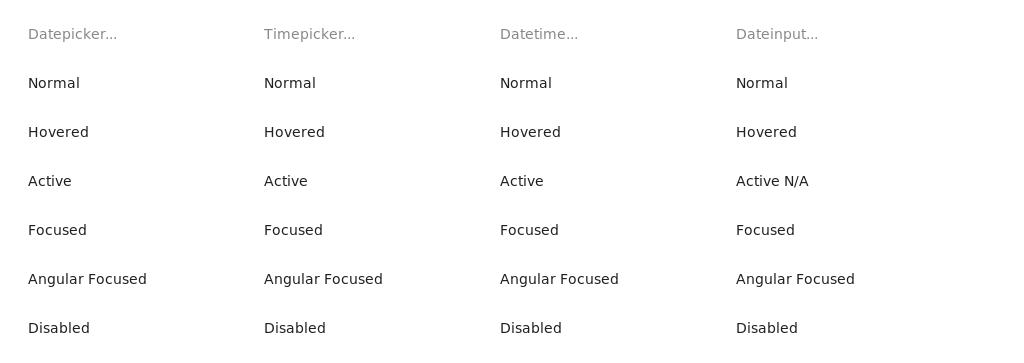 Datepicker... Timepicker... Datetime... Dateinput...
Normal Normal Normal Normal
Hovered Hovered Hovered Hovered
Active Active Active Active N/A
Focused Focused Focused Focused
Angular Focused Angular Focused Angular Focused Angular Focused
Disabled Disabled Disabled Disabled